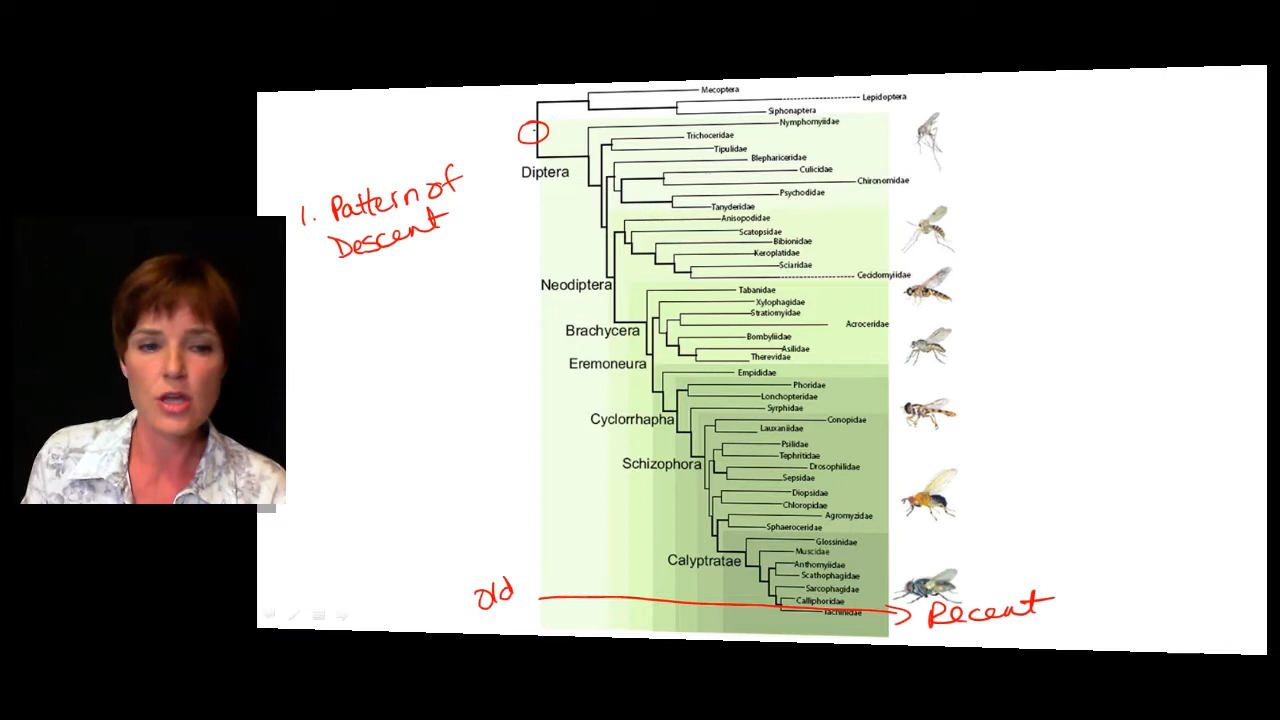 Mecoptera
Lepidoptera
Siphonaptera
Nymphomyiidae
Trichoceridae
Tipulidae
Diptera
Blephariceridae
Culicidae
Chironomidae
Psychodidae
Tanyderidae
1. Pattern of
Descent
Anisopodidae
Scatopsidae
Bibionidae
Keroplatidae
Sciaridae
Cecidomyiidae
Neodiptera
Tabanidae
Xylophagidae
Stratiomyidae
Acroceridae
Brachycera
Bombyliidae
Asilidae
Therevidae
Eremoneura
Empididae
Phoridae
Lonchopteridae
Syrphidae
Cyclorrhapha
Conopidae
Lauxaniidae
Psilidae
Tephritidae
Schizophora
Drosophilidae
Sepsidae
Diopsidae
Chloropidae
Agromyzidae
Sphaeroceridae
Glossinidae
Muscidae
Calyptratae
Anthomyiidae
Scathophagidae
Sarcophagidae
Calliphoridae
Tachinidae
old
Recent